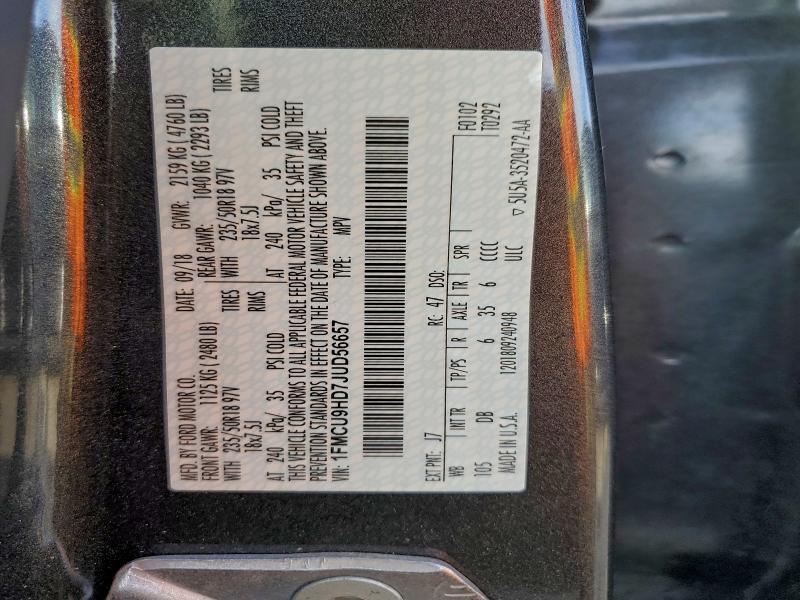 MFD. BY FORD MOTOR CO.
DATE: 09/18 GVWR: 2159 KG (4760 LB)
FRONT GAWR: 1125 KG (2480 LB) REAR GAWR: 1040 KG (2293 LB)
WITH 235/50R18 97V TIRES WITH 235/50R18 97V TIRES
18x7.5J RIMS 18x7.5J RIMS
AT 240 kPa/ 35 PSI COLD AT 240 kPa/ 35 PSI COLD
THIS VEHICLE CONFORMS TO ALL APPLICABLE FEDERAL MOTOR VEHICLE SAFETY AND THEFT
PREVENTION STANDARDS IN EFFECT ON THE DATE OF MANUFACTURE SHOWN ABOVE.
VIN: 1FMCU9HD7JUD56657 TYPE: MPV
EXT PNT: J7 RC: 47 DSO: F0102
WB INT TR TP/PS R AXLE TR SPR T0292
105 DB 6 35 6 CCCC
MADE IN U.S.A. 1201809240948 ULC ▽ 5U5A-3520472-AA